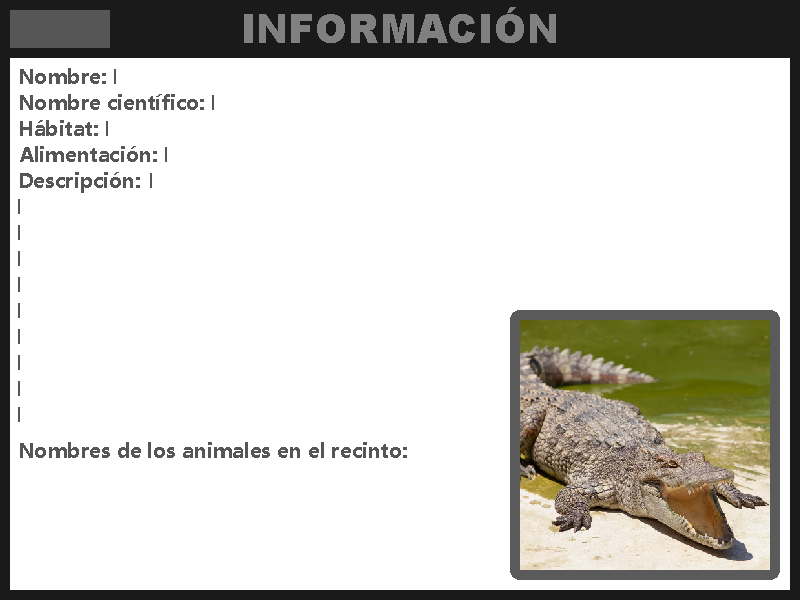 INFORMACIÓN
Nombre: |
Nombre científico: |
Hábitat: |
Alimentación: |
Descripción: |
|
|
|
|
|
|
|
|
|
Nombres de los animales en el recinto: